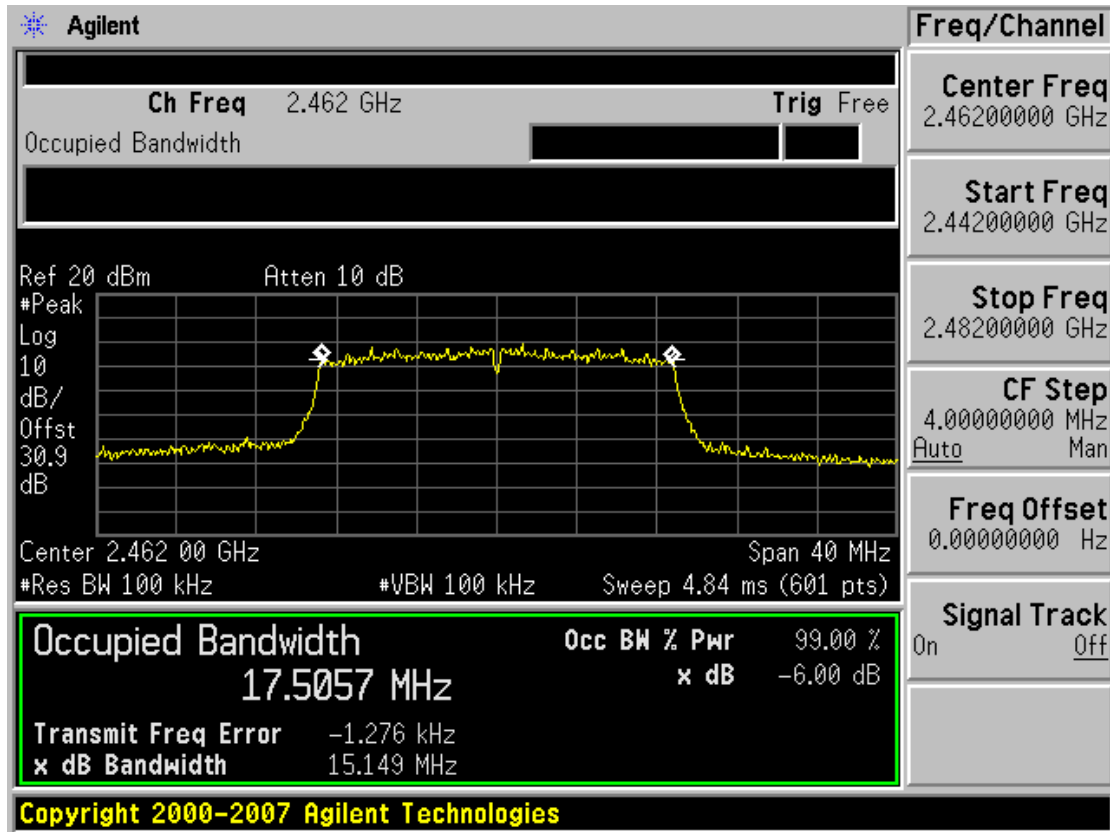 Agilent
Freq/Channel
Ch Freq 2.462 GHz Trig Free
Occupied Bandwidth
Center Freq
2.46200000 GHz
Start Freq
2.44200000 GHz
Stop Freq
2.48200000 GHz
CF Step
4.00000000 MHz
Auto Man
Freq Offset
0.00000000 Hz
Signal Track
On Off
Ref 20 dBm Atten 10 dB
#Peak
Log
10
dB/
Offst
30.9
dB
Center 2.462 00 GHz Span 40 MHz
#Res BW 100 kHz #VBW 100 kHz Sweep 4.84 ms (601 pts)
Occupied Bandwidth Occ BW % Pwr 99.00 %
17.5057 MHz x dB -6.00 dB
Transmit Freq Error -1.276 kHz
x dB Bandwidth 15.149 MHz
Copyright 2000-2007 Agilent Technologies